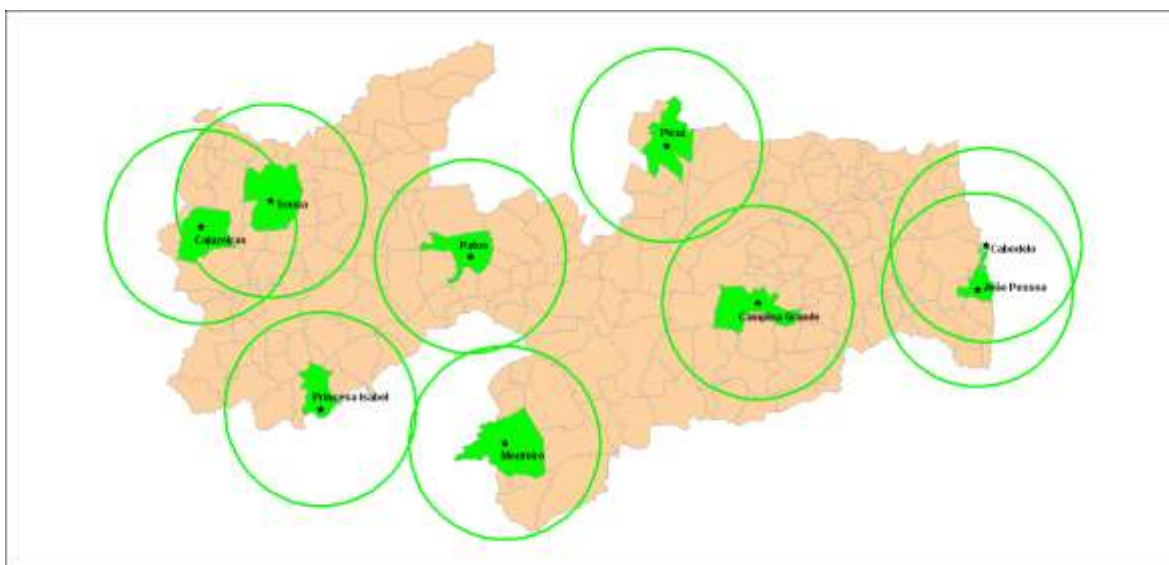 Picuí
Sousa
Cajazeiras
Patos
Cabedelo
João Pessoa
Campina Grande
Princesa Isabel
Monteiro